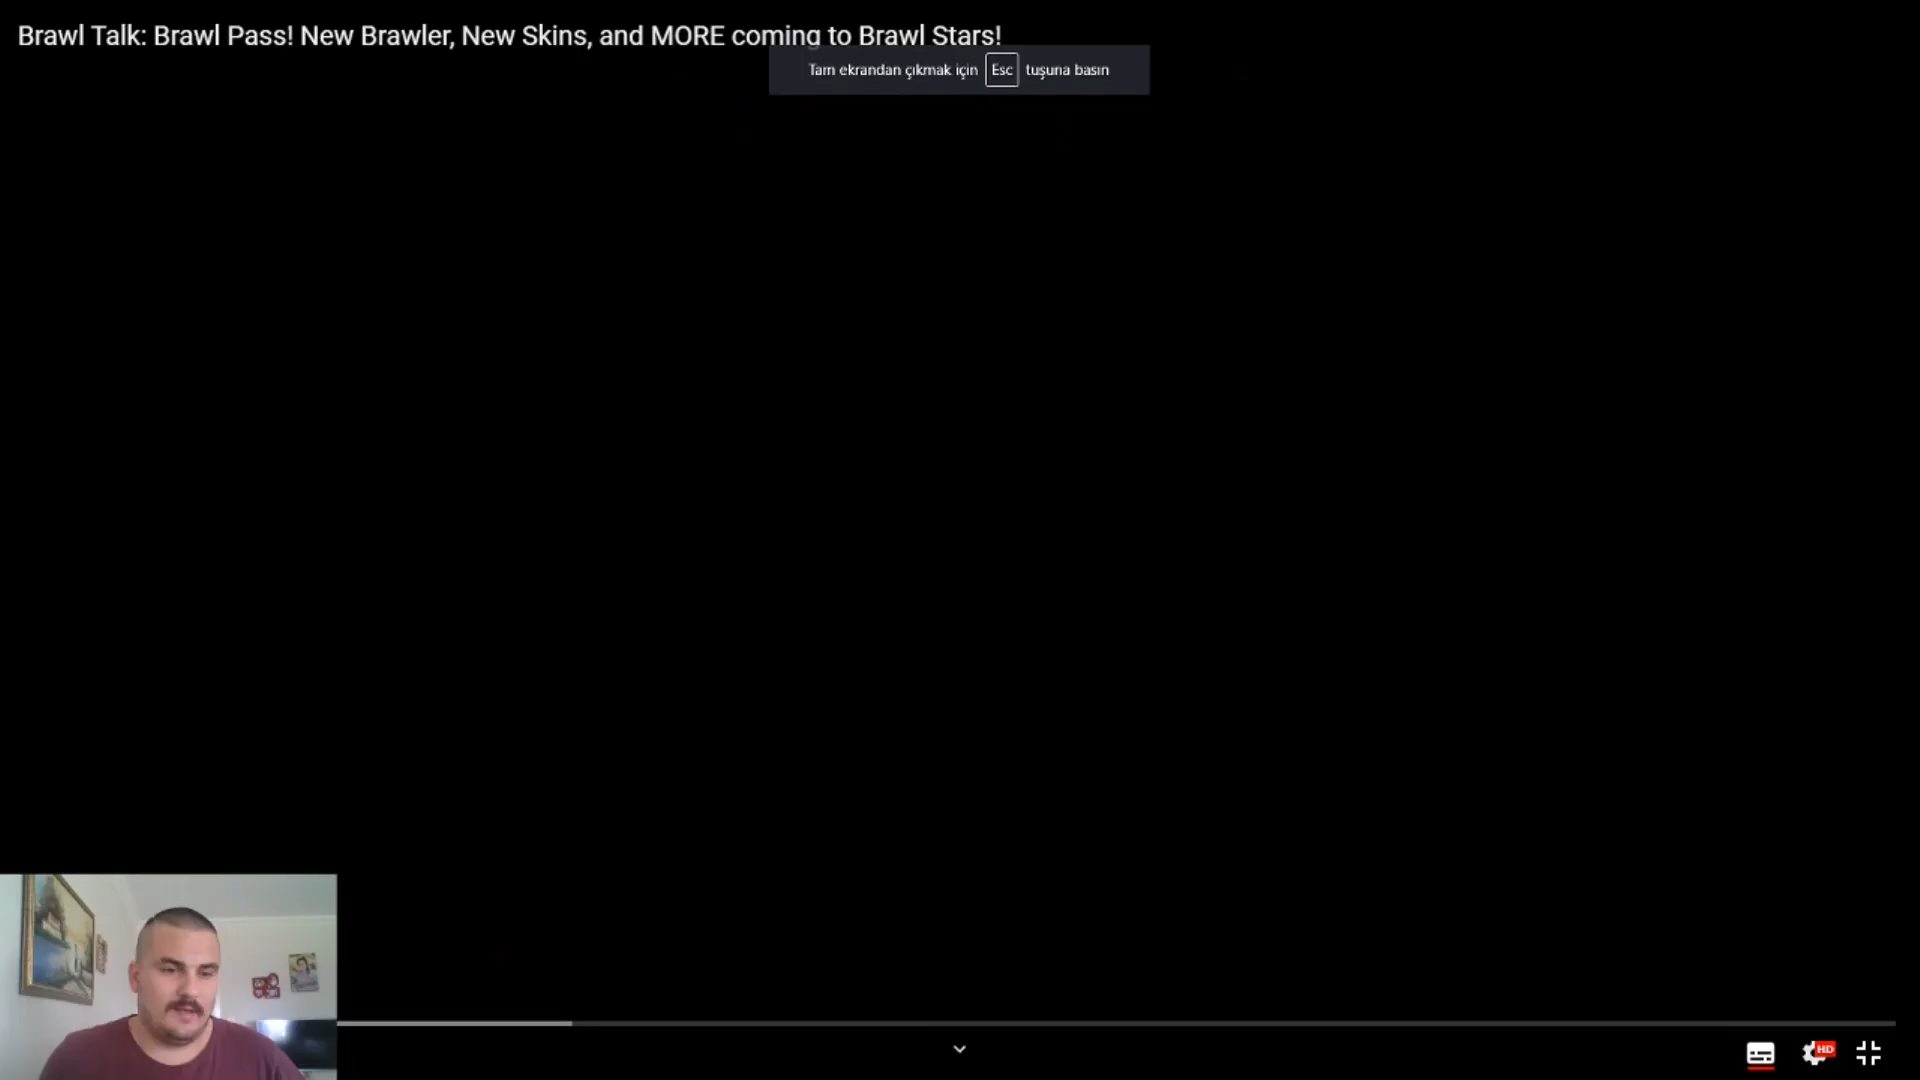 Brawl Talk: Brawl Pass! New Brawler, New Skins, and MORE coming to Brawl Stars!
Tam ekrandan çıkmak için Esc tuşuna basın
HD